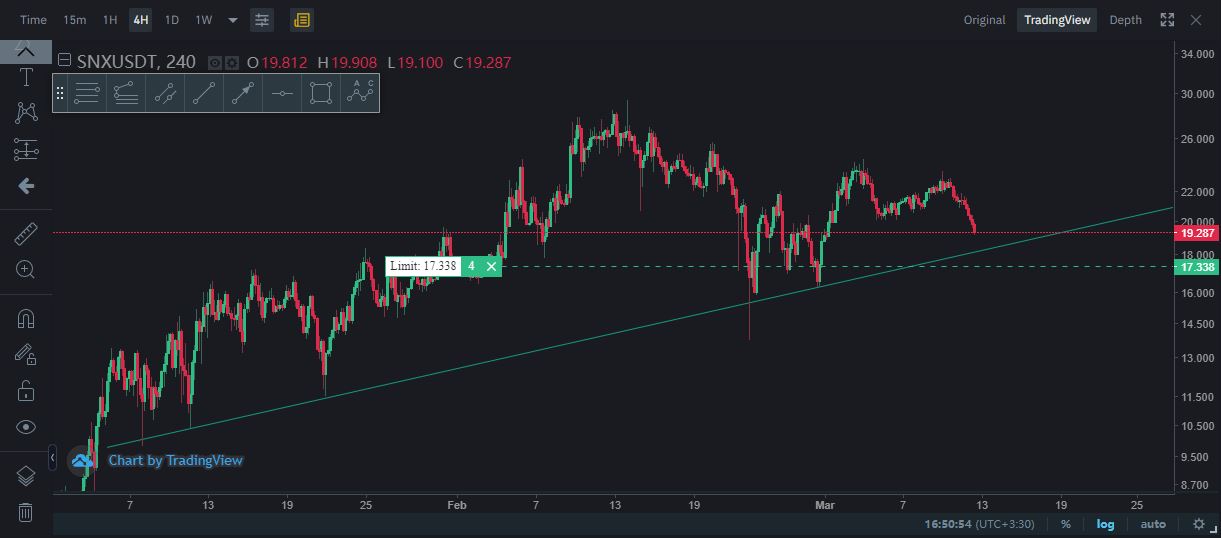 Time 15m 1H 4H 1D 1W Original TradingView Depth
SNXUSDT, 240 O19.812 H19.908 L19.100 C19.287
T
A C
34.000
30.000
26.000
22.000
20.000
19.287
18.000
Limit: 17.338 4
17.338
16.000
14.500
13.000
11.500
10.500
9.500
8.700
Chart by TradingView
7 13 19 25 Feb 7 13 19 Mar 7 13 19 25
16:50:54 (UTC+3:30) % log auto